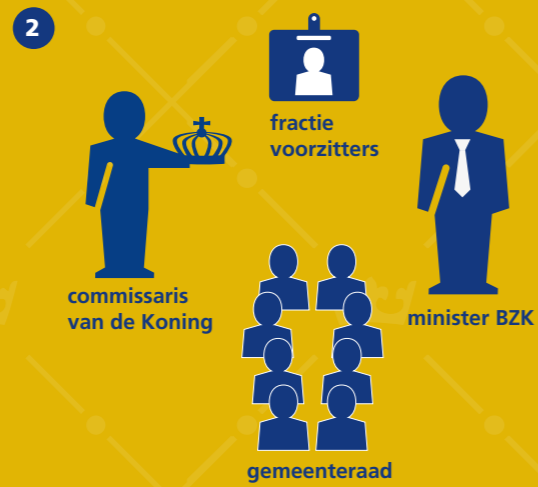 2
fractie
voorzitters
commissaris
van de Koning
minister BZK
gemeenteraad